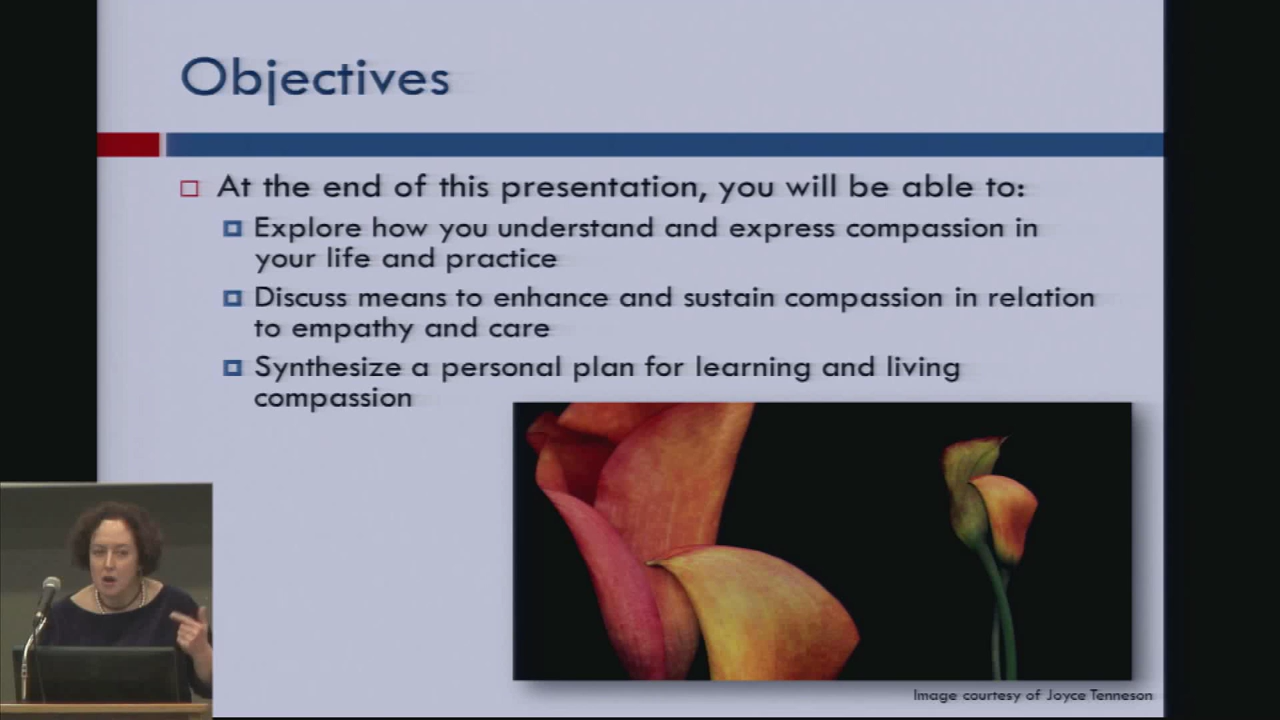 Objectives
At the end of this presentation, you will be able to:
Explore how you understand and express compassion in
your life and practice
Discuss means to enhance and sustain compassion in relation
to empathy and care
Synthesize a personal plan for learning and living
compassion
Image courtesy of Joyce Tenneson